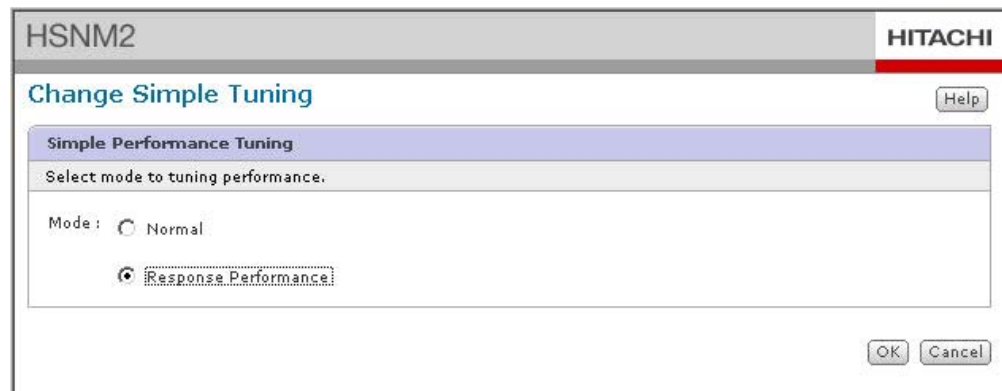 HSNM2
HITACHI
Change Simple Tuning
Help
Simple Performance Tuning
Select mode to tuning performance.
Mode : Normal
Response Performance
OK Cancel